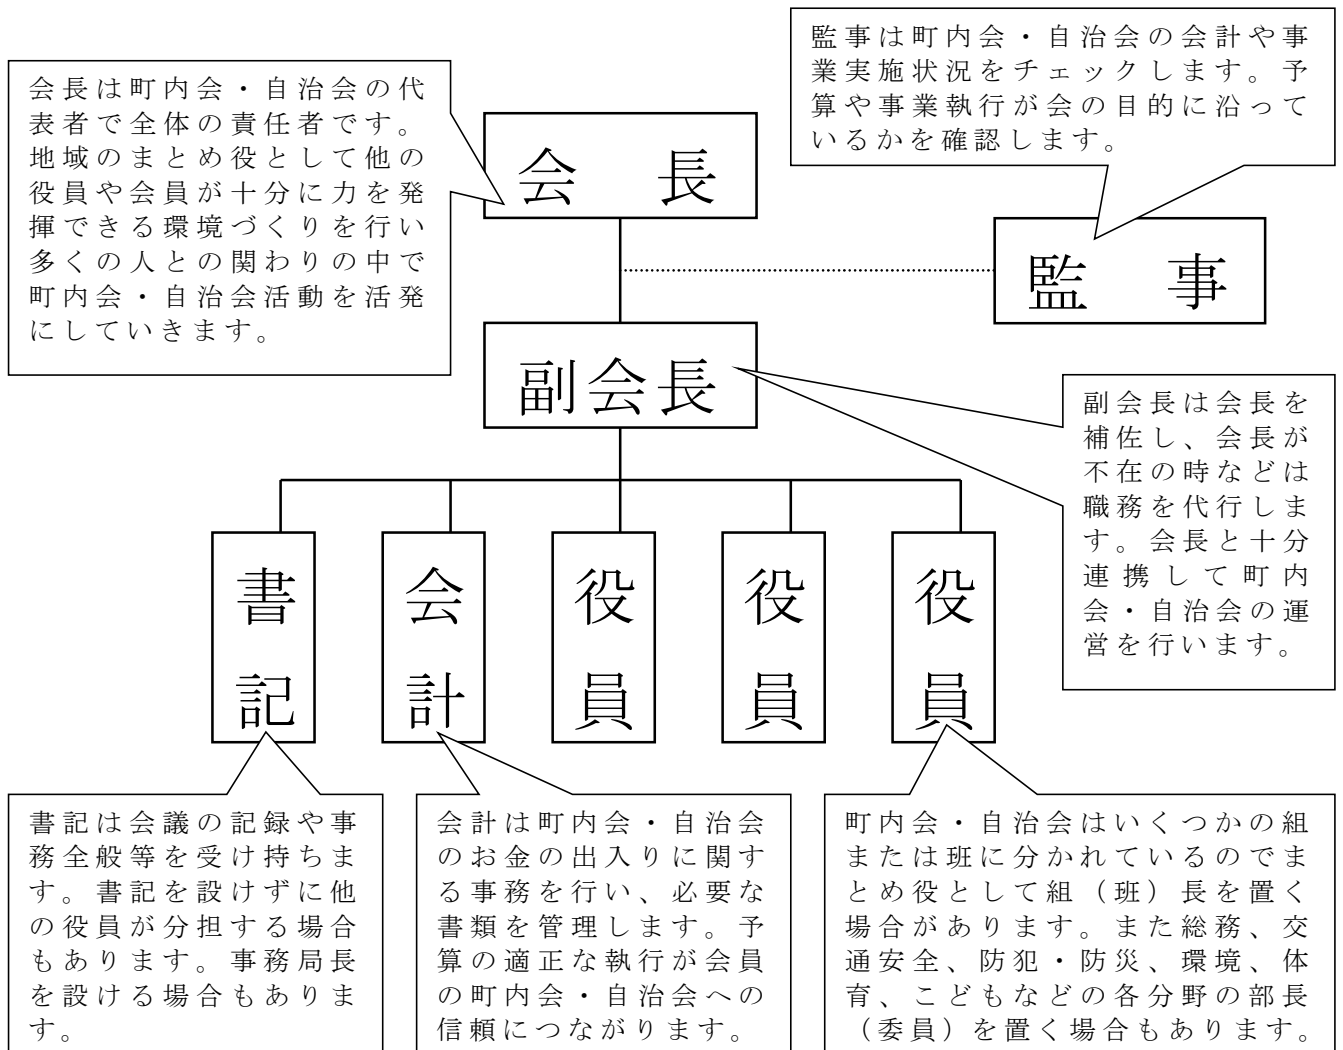 監事は町内会・自治会の会計や事
業実施状況をチェックします。予
算や事業執行が会の目的に沿って
いるかを確認します。
会長は町内会・自治会の代
表者で全体の責任者です。
地域のまとめ役として他の
役員や会員が十分に力を発
揮できる環境づくりを行い
多くの人との関わりの中で
町内会・自治会活動を活発
にしていきます。
会長
監事
副会長
副会長は会長を
補佐し、会長が
不在の時などは
職務を代行しま
す。会長と十分
連携して町内
会・自治会の運
営を行います。
書記
会計
役員
役員
役員
書記は会議の記録や事
務全般等を受け持ちま
す。書記を設けずに他
の役員が分担する場合
もあります。事務局長
を設ける場合もありま
す。
会計は町内会・自治会
のお金の出入りに関す
る事務を行い、必要な
書類を管理します。予
算の適正な執行が会員
の町内会・自治会への
信頼につながります。
町内会・自治会はいくつかの組
または班に分かれているのでま
とめ役として組（班）長を置く
場合があります。また総務、交
通安全、防犯・防災、環境、体
育、こどもなどの各分野の部長
（委員）を置く場合もあります。